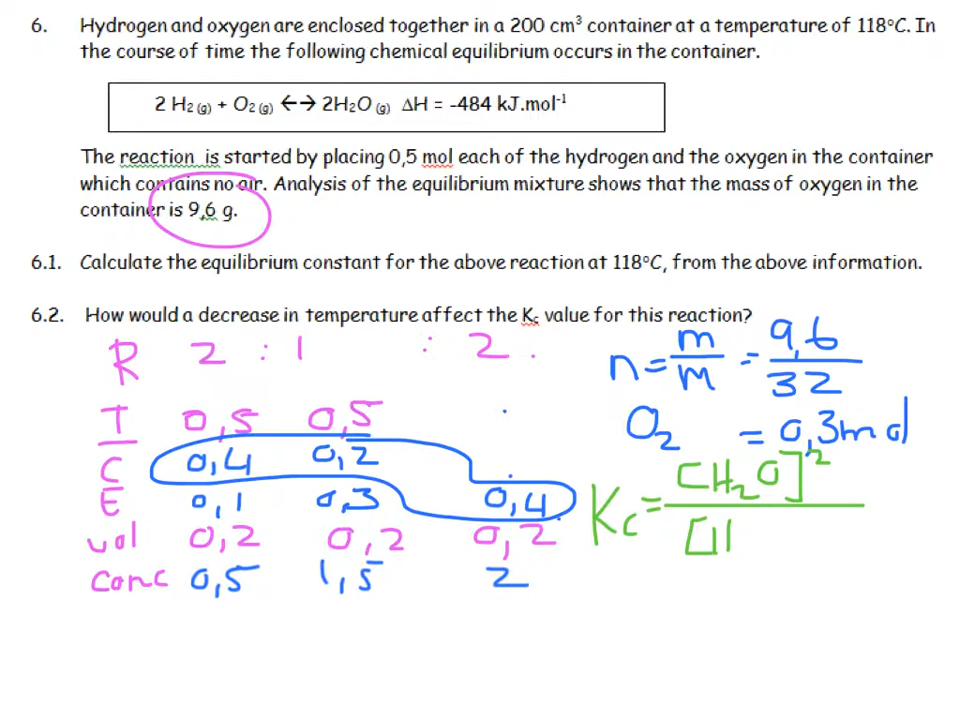 6. Hydrogen and oxygen are enclosed together in a 200 cm³ container at a temperature of 118°C. In
the course of time the following chemical equilibrium occurs in the container.
2 H2 (g) + O2 (g) ←→ 2H2O (g) ΔH = -484 kJ.mol⁻¹
The reaction is started by placing 0,5 mol each of the hydrogen and the oxygen in the container
which contains no air. Analysis of the equilibrium mixture shows that the mass of oxygen in the
container is 9,6 g.
6.1. Calculate the equilibrium constant for the above reaction at 118°C, from the above information.
6.2. How would a decrease in temperature affect the Kc value for this reaction?
R 2 : 1 : 2 .
n = m/M = 9,6/32
I 0,5 0,5
O2 = 0,3mol
C 0,4 0,2
E 0,1 0,3 0,4
Kc = [H2O]²/[H
vol 0,2 0,2 0,2
conc 0,5 1,5 2